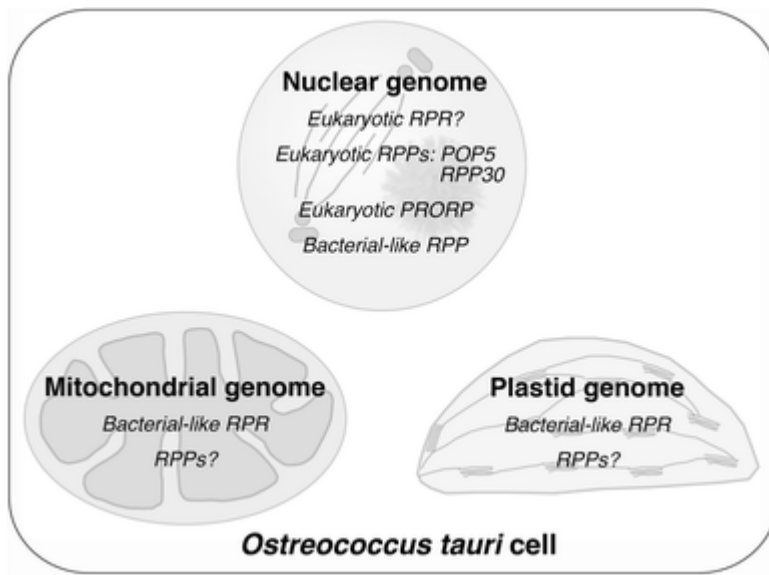 Nuclear genome
Eukaryotic RPR?
Eukaryotic RPPs: POP5
RPP30
Eukaryotic PRORP
Bacterial-like RPP
Mitochondrial genome
Bacterial-like RPR
RPPs?
Plastid genome
Bacterial-like RPR
RPPs?
Ostreococcus tauri cell